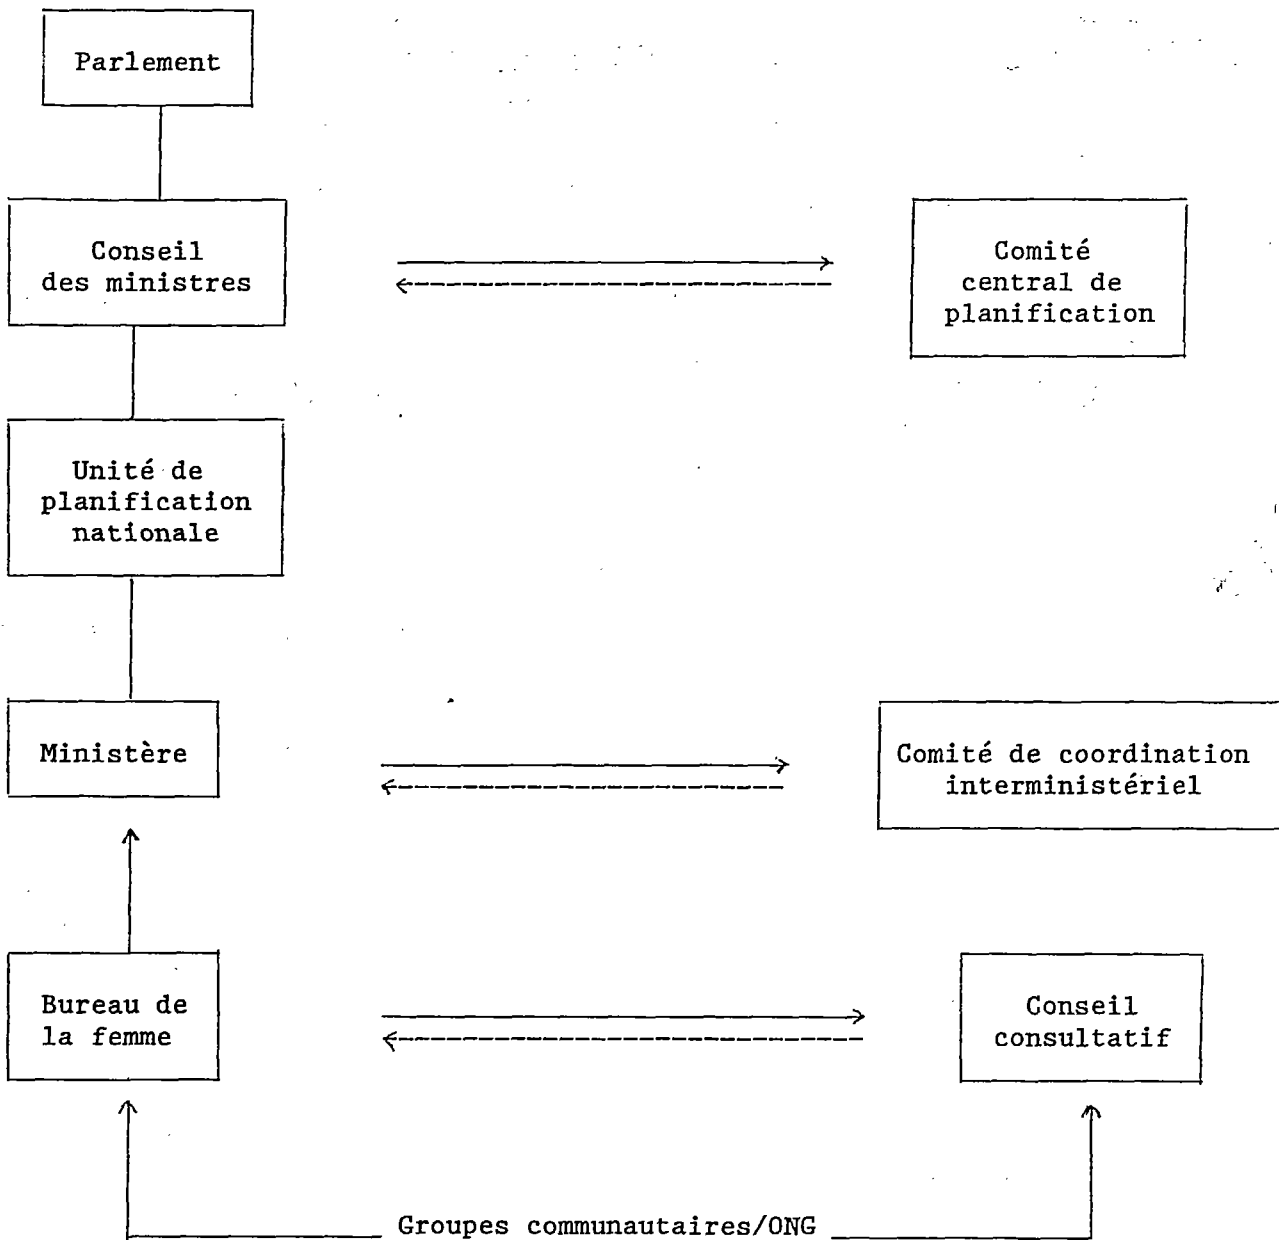 Parlement
Conseil
des ministres
Comité
central de
planification
Unité de
planification
nationale
Ministère
Comité de coordination
interministériel
Bureau de
la femme
Conseil
consultatif
Groupes communautaires/ONG